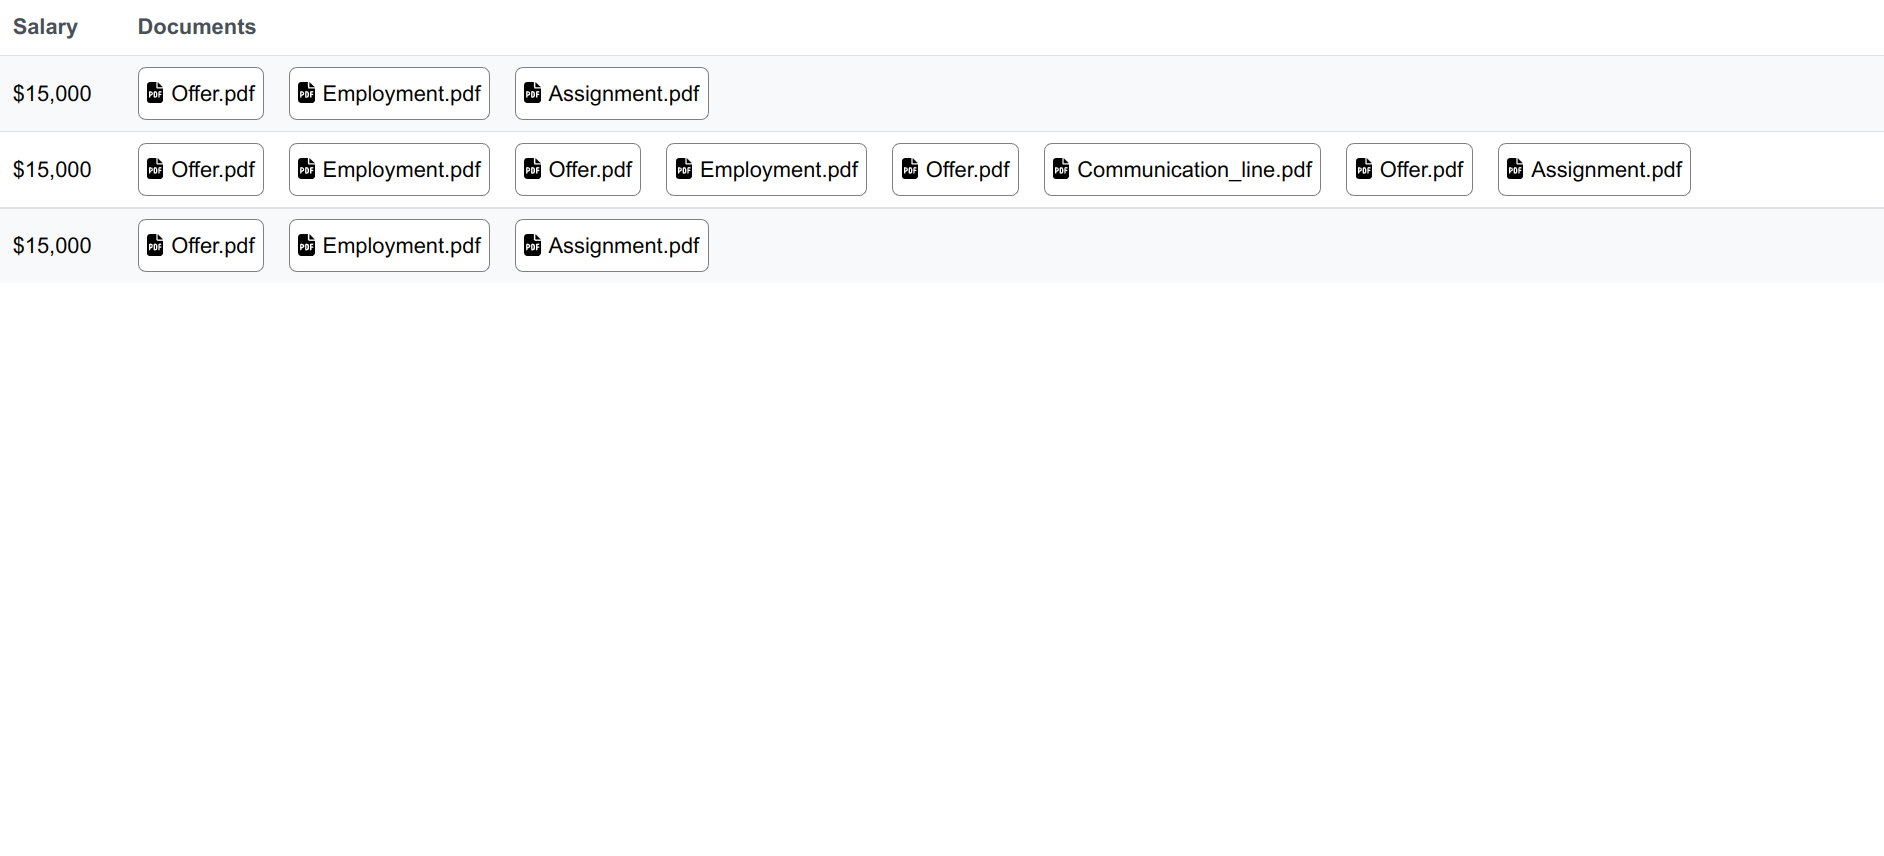 Salary Documents
$15,000 Offer.pdf Employment.pdf Assignment.pdf
$15,000 Offer.pdf Employment.pdf Offer.pdf Employment.pdf Offer.pdf Communication_line.pdf Offer.pdf Assignment.pdf
$15,000 Offer.pdf Employment.pdf Assignment.pdf